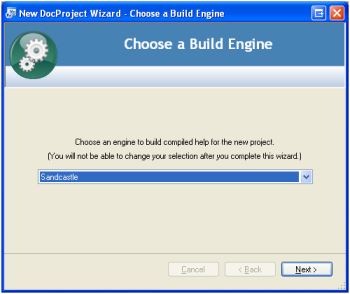 New DocProject Wizard - Choose a Build Engine
Choose a Build Engine
Choose an engine to build compiled help for the new project.
(You will not be able to change your selection after you complete this wizard.)
Sandcastle
Cancel
< Back
Next >